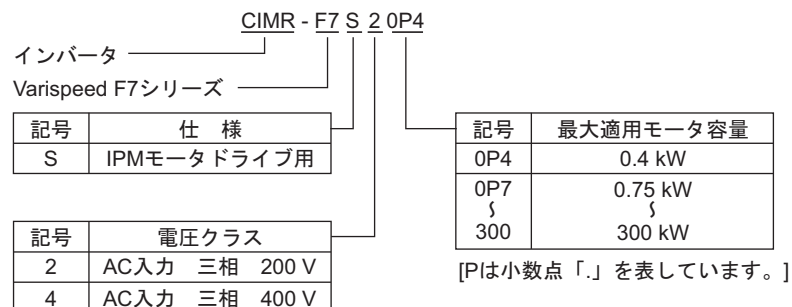 CIMR - F7 S 2 0P4
インバータ
Varispeed F7シリーズ
記号 仕 様
S IPMモータドライブ用
記号 電圧クラス
2 AC入力 三相 200 V
4 AC入力 三相 400 V
記号 最大適用モータ容量
0P4 0.4 kW
0P7 0.75 kW
〜 〜
300 300 kW
[Pは小数点「.」を表しています。]